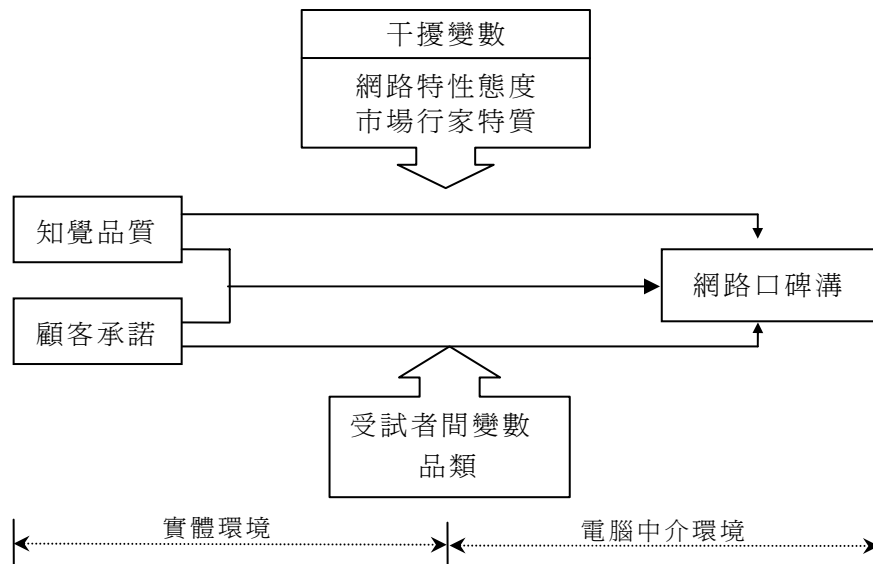 干擾變數
網路特性態度
市場行家特質
知覺品質
網路口碑溝
顧客承諾
受試者間變數
品類
實體環境
電腦中介環境